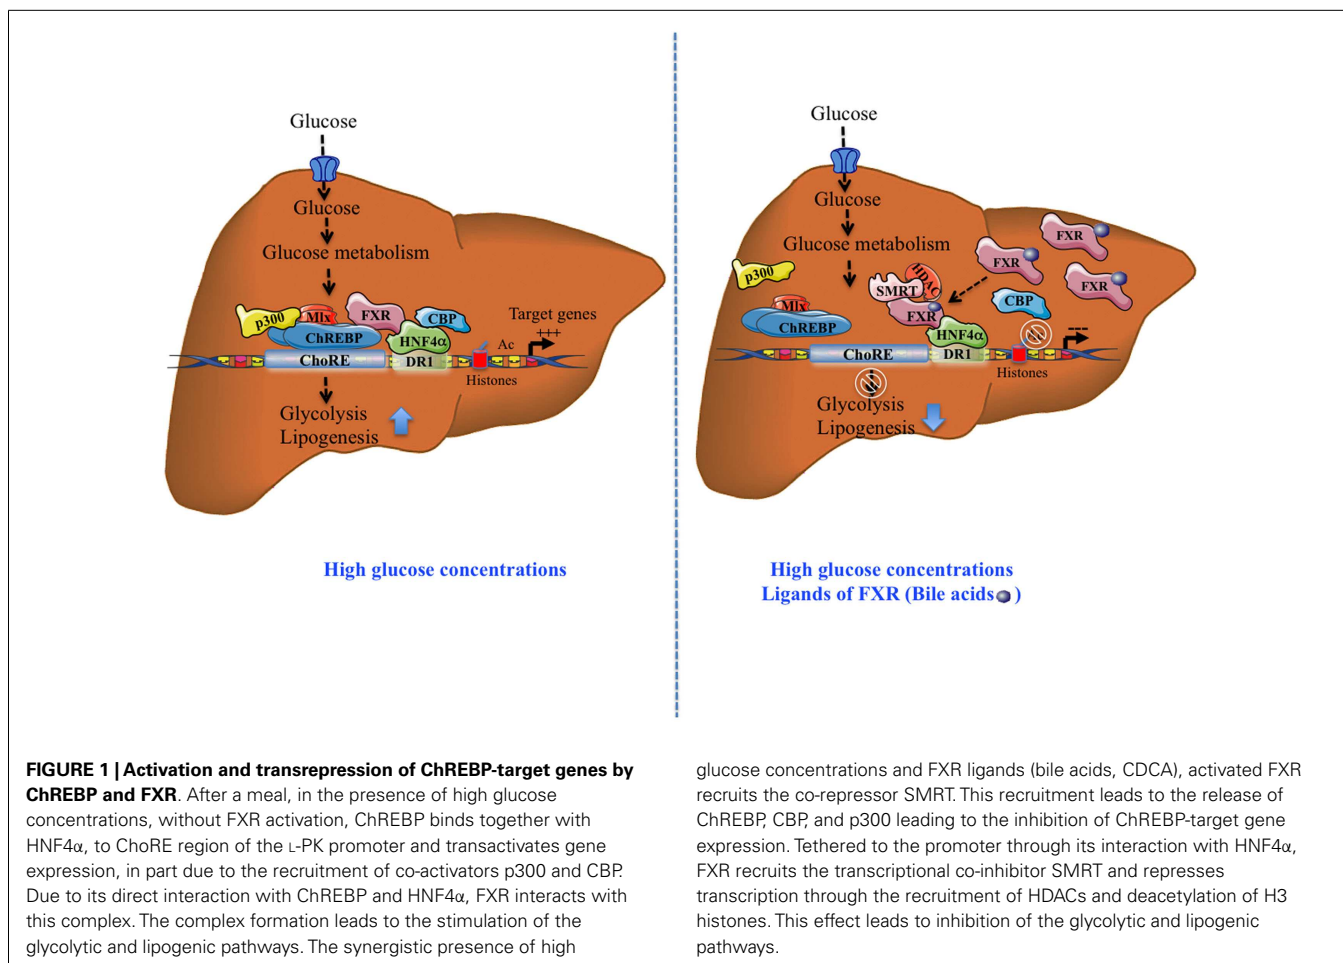 Glucose
Glucose
Glucose metabolism
p300
Mlx
ChREBP
FXR
CBP
HNF4α
Target genes
+++
Ac
ChoRE
DR1
Histones
Glycolysis
Lipogenesis
High glucose concentrations
Glucose
Glucose
Glucose metabolism
p300
Mlx
ChREBP
SMRT
HDAC
FXR
FXR
FXR
FXR
CBP
HNF4α
---
ChoRE
DR1
Histones
Glycolysis
Lipogenesis
High glucose concentrations
Ligands of FXR (Bile acids )
FIGURE 1 | Activation and transrepression of ChREBP-target genes by
ChREBP and FXR. After a meal, in the presence of high glucose
concentrations, without FXR activation, ChREBP binds together with
HNF4α, to ChoRE region of the L-PK promoter and transactivates gene
expression, in part due to the recruitment of co-activators p300 and CBP.
Due to its direct interaction with ChREBP and HNF4α, FXR interacts with
this complex. The complex formation leads to the stimulation of the
glycolytic and lipogenic pathways. The synergistic presence of high
glucose concentrations and FXR ligands (bile acids, CDCA), activated FXR
recruits the co-repressor SMRT. This recruitment leads to the release of
ChREBP, CBP, and p300 leading to the inhibition of ChREBP-target gene
expression. Tethered to the promoter through its interaction with HNF4α,
FXR recruits the transcriptional co-inhibitor SMRT and represses
transcription through the recruitment of HDACs and deacetylation of H3
histones. This effect leads to inhibition of the glycolytic and lipogenic
pathways.